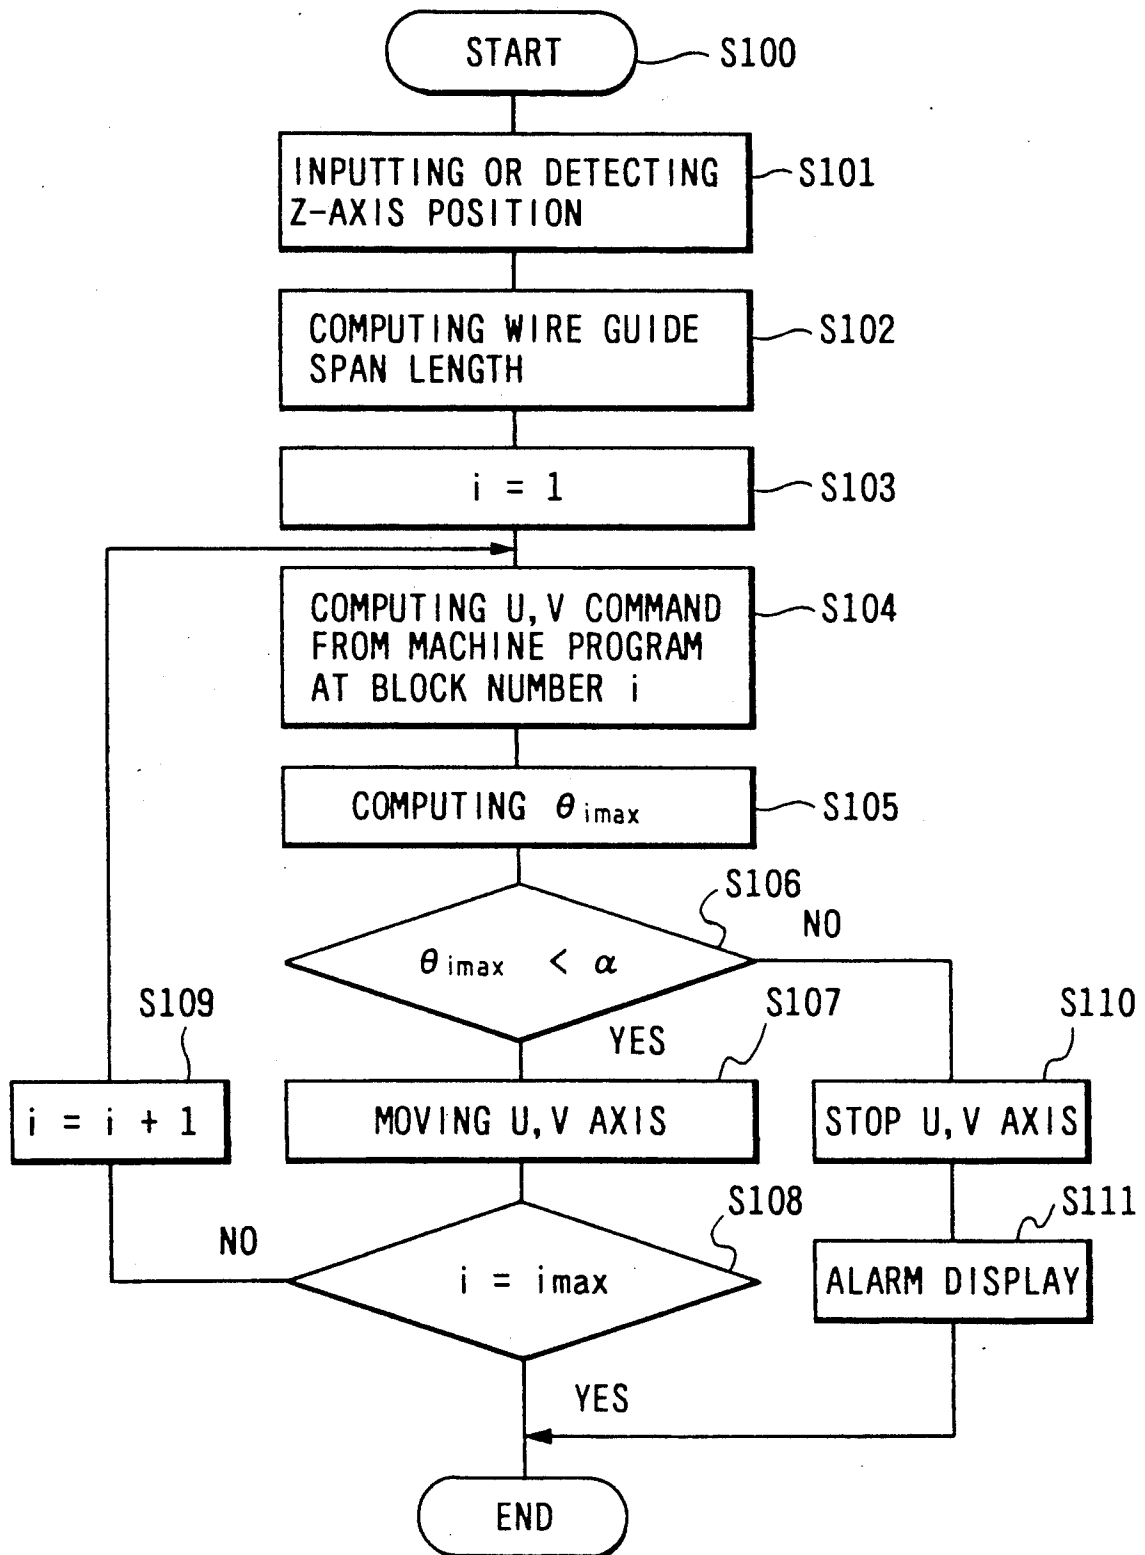 START
S100
INPUTTING OR DETECTING
Z-AXIS POSITION
S101
COMPUTING WIRE GUIDE
SPAN LENGTH
S102
i = 1
S103
COMPUTING U,V COMMAND
FROM MACHINE PROGRAM
AT BLOCK NUMBER i
S104
COMPUTING θimax
S105
θimax < α
S106
NO
YES
S107
MOVING U,V AXIS
S109
i = i + 1
S110
STOP U,V AXIS
S108
i = imax
NO
YES
S111
ALARM DISPLAY
END